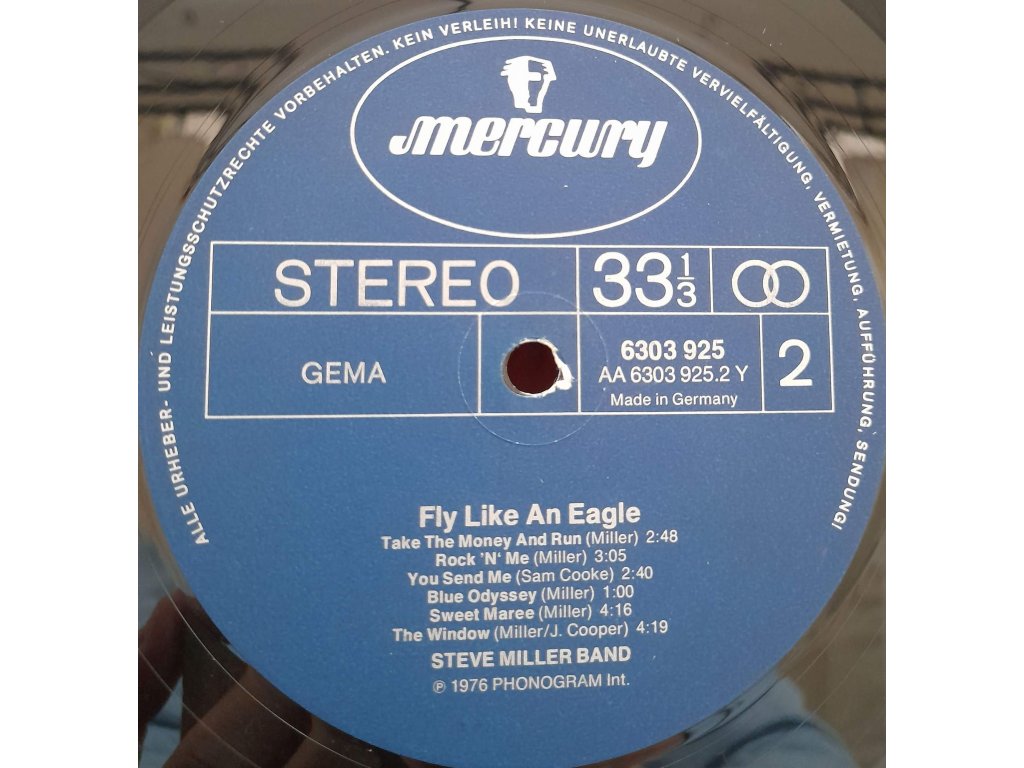 ALLE URHEBER- UND LEISTUNGSSCHUTZRECHTE VORBEHALTEN. KEIN VERLEIH! KEINE UNERLAUBTE VERVIELFÄLTIGUNG, VERMIETUNG, AUFFÜHRUNG, SENDUNG!
mercury
STEREO 33 1/3
GEMA
6303 925
AA 6303 925.2 Y
Made in Germany
2
Fly Like An Eagle
Take The Money And Run (Miller) 2:48
Rock 'N' Me (Miller) 3:05
You Send Me (Sam Cooke) 2:40
Blue Odyssey (Miller) 1:00
Sweet Maree (Miller) 4:16
The Window (Miller/J. Cooper) 4:19
STEVE MILLER BAND
℗ 1976 PHONOGRAM Int.